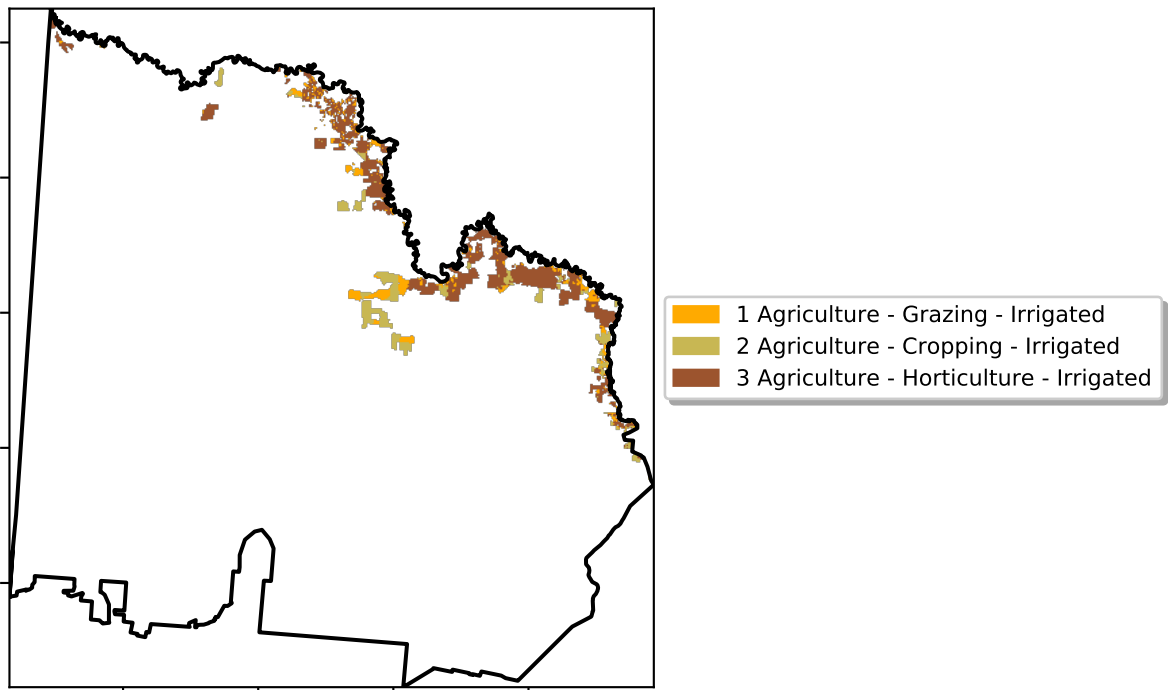 1 Agriculture - Grazing - Irrigated
2 Agriculture - Cropping - Irrigated
3 Agriculture - Horticulture - Irrigated